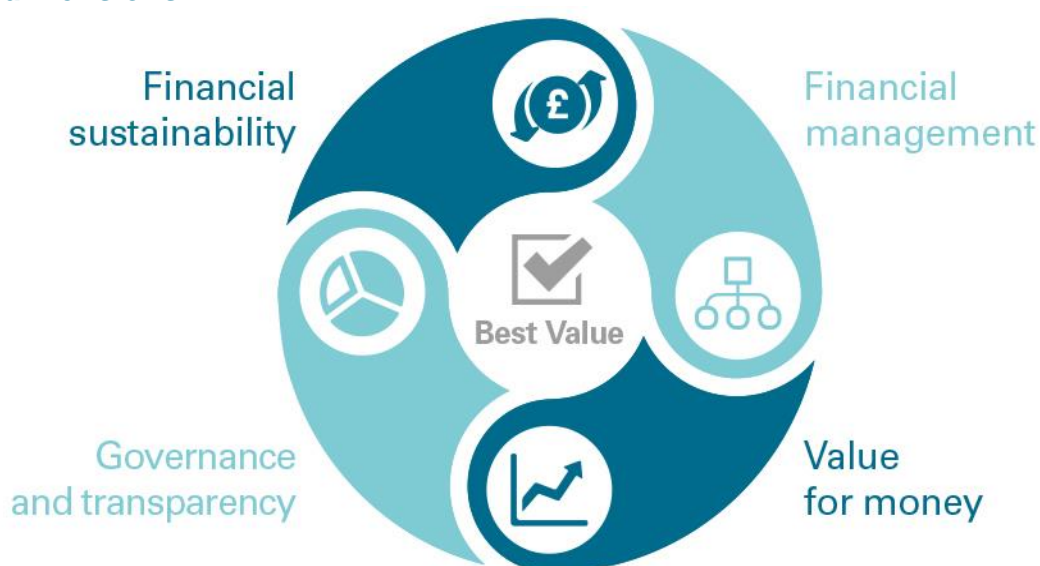 Financial
sustainability
£
Financial
management
Best Value
Governance
and transparency
Value
for money